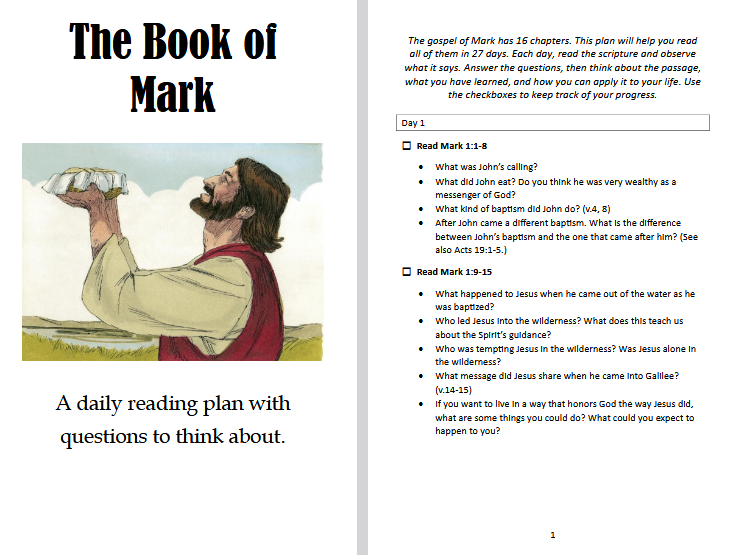 The Book of
Mark
A daily reading plan with
questions to think about.
The gospel of Mark has 16 chapters. This plan will help you read
all of them in 27 days. Each day, read the scripture and observe
what it says. Answer the questions, then think about the passage,
what you have learned, and how you can apply it to your life. Use
the checkboxes to keep track of your progress.
Day 1
Read Mark 1:1-8
• What was John's calling?
• What did John eat? Do you think he was very wealthy as a
messenger of God?
• What kind of baptism did John do? (v.4, 8)
• After John came a different baptism. What is the difference
between John's baptism and the one that came after him? (See
also Acts 19:1-5.)
Read Mark 1:9-15
• What happened to Jesus when he came out of the water as he
was baptized?
• Who led Jesus into the wilderness? What does this teach us
about the Spirit's guidance?
• Who was tempting Jesus in the wilderness? Was Jesus alone in
the wilderness?
• What message did Jesus share when he came into Galilee?
(v.14-15)
• If you want to live in a way that honors God the way Jesus did,
what are some things you could do? What could you expect to
happen to you?
1